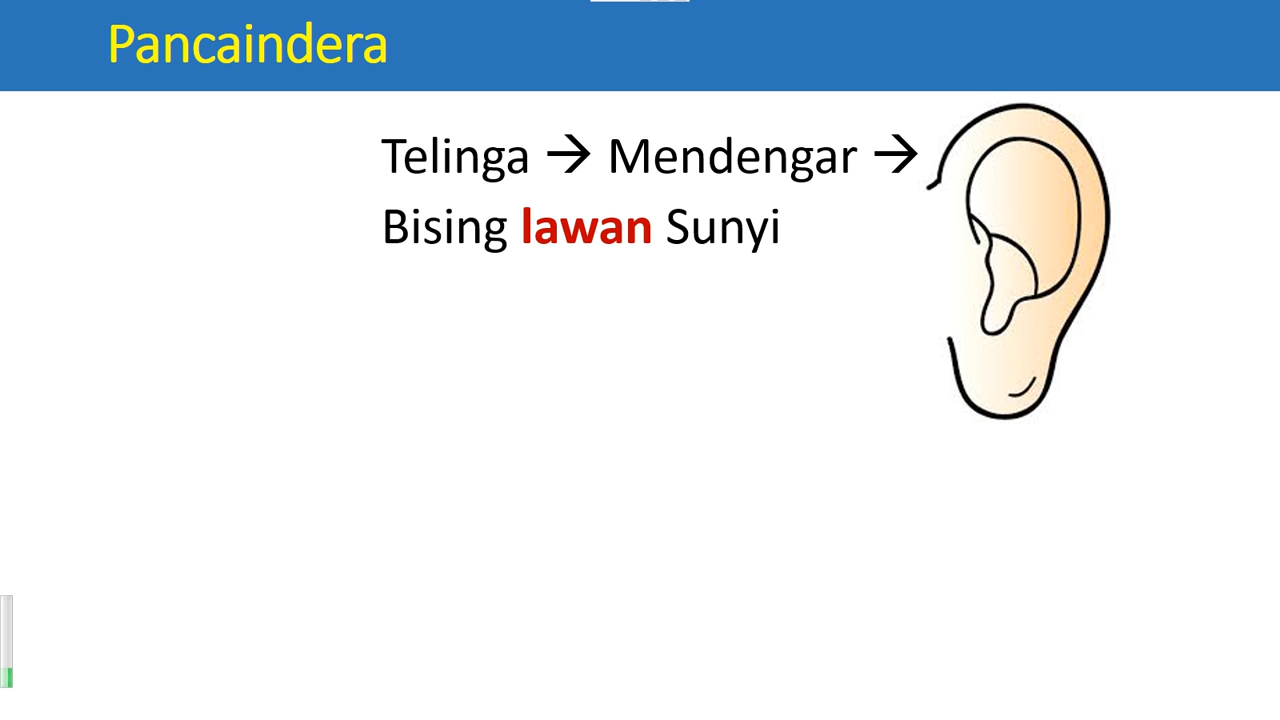 Pancaindera
Telinga → Mendengar →
Bising lawan Sunyi